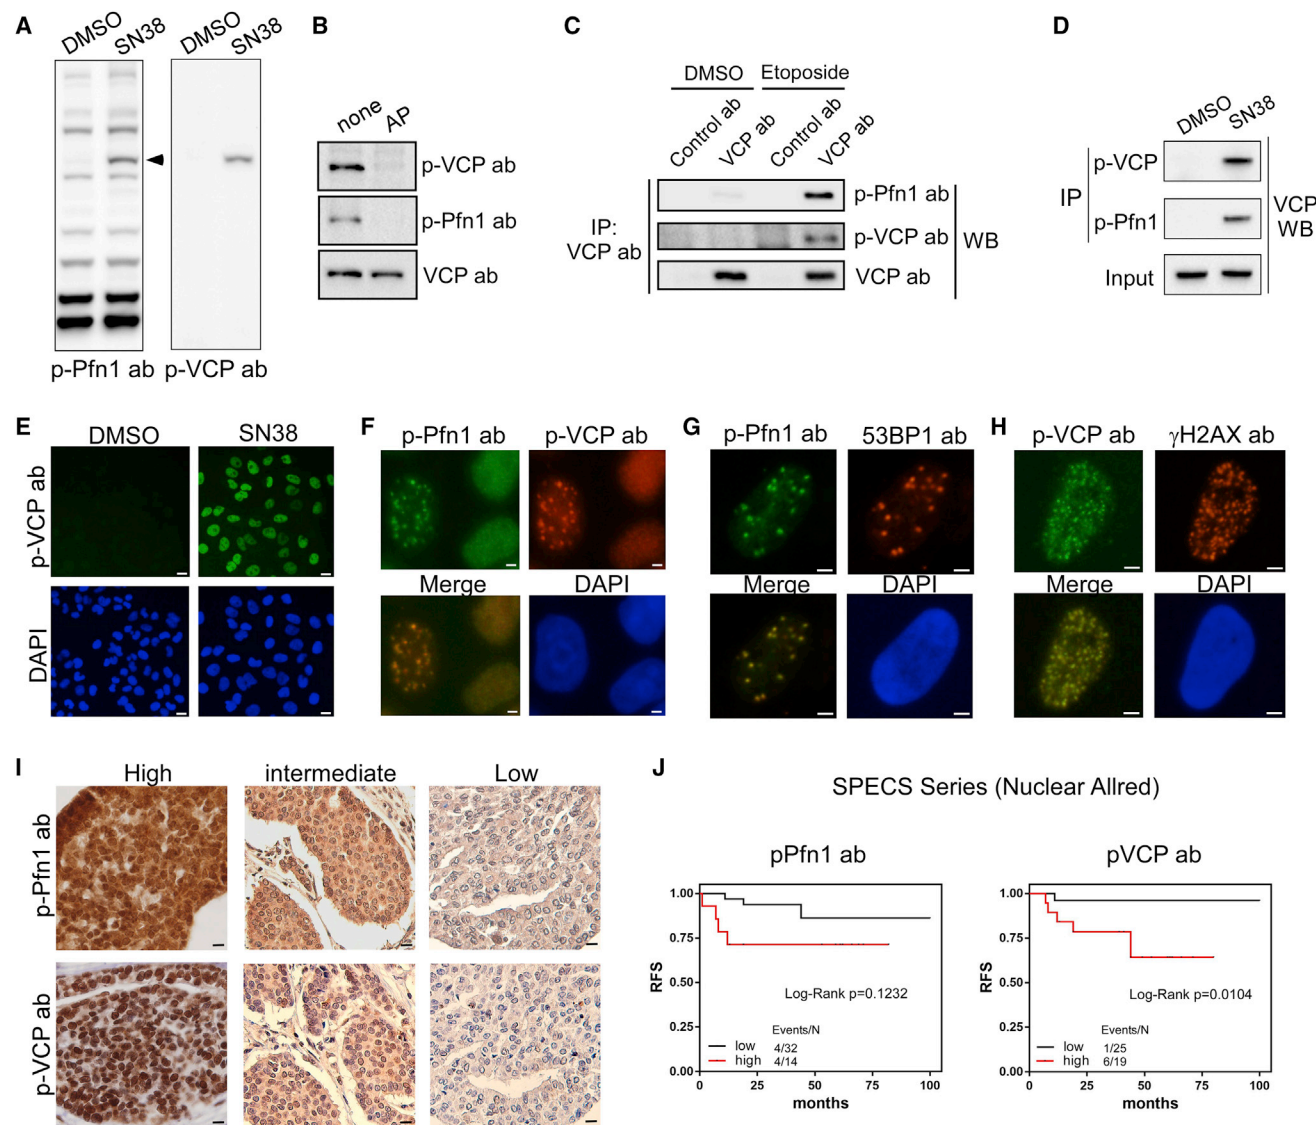 A
DMSO
SN38
DMSO
SN38
p-Pfn1 ab
p-VCP ab
B
none
AP
p-VCP ab
p-Pfn1 ab
VCP ab
C
DMSO
Etoposide
Control ab
VCP ab
Control ab
VCP ab
IP:
VCP ab
p-Pfn1 ab
p-VCP ab
VCP ab
WB
D
DMSO
SN38
IP
p-VCP
p-Pfn1
Input
VCP
WB
E
DMSO
SN38
p-VCP ab
DAPI
F
p-Pfn1 ab
p-VCP ab
Merge
DAPI
G
p-Pfn1 ab
53BP1 ab
Merge
DAPI
H
p-VCP ab
γH2AX ab
Merge
DAPI
I
High
intermediate
Low
p-Pfn1 ab
p-VCP ab
J
SPECS Series (Nuclear Allred)
pPfn1 ab
1.00
0.75
0.50
0.25
0.00
RFS
Log-Rank p=0.1232
Events/N
low 4/32
high 4/14
0 25 50 75 100
months
pVCP ab
1.00
0.75
0.50
0.25
0.00
RFS
Log-Rank p=0.0104
Events/N
low 1/25
high 6/19
0 25 50 75 100
months